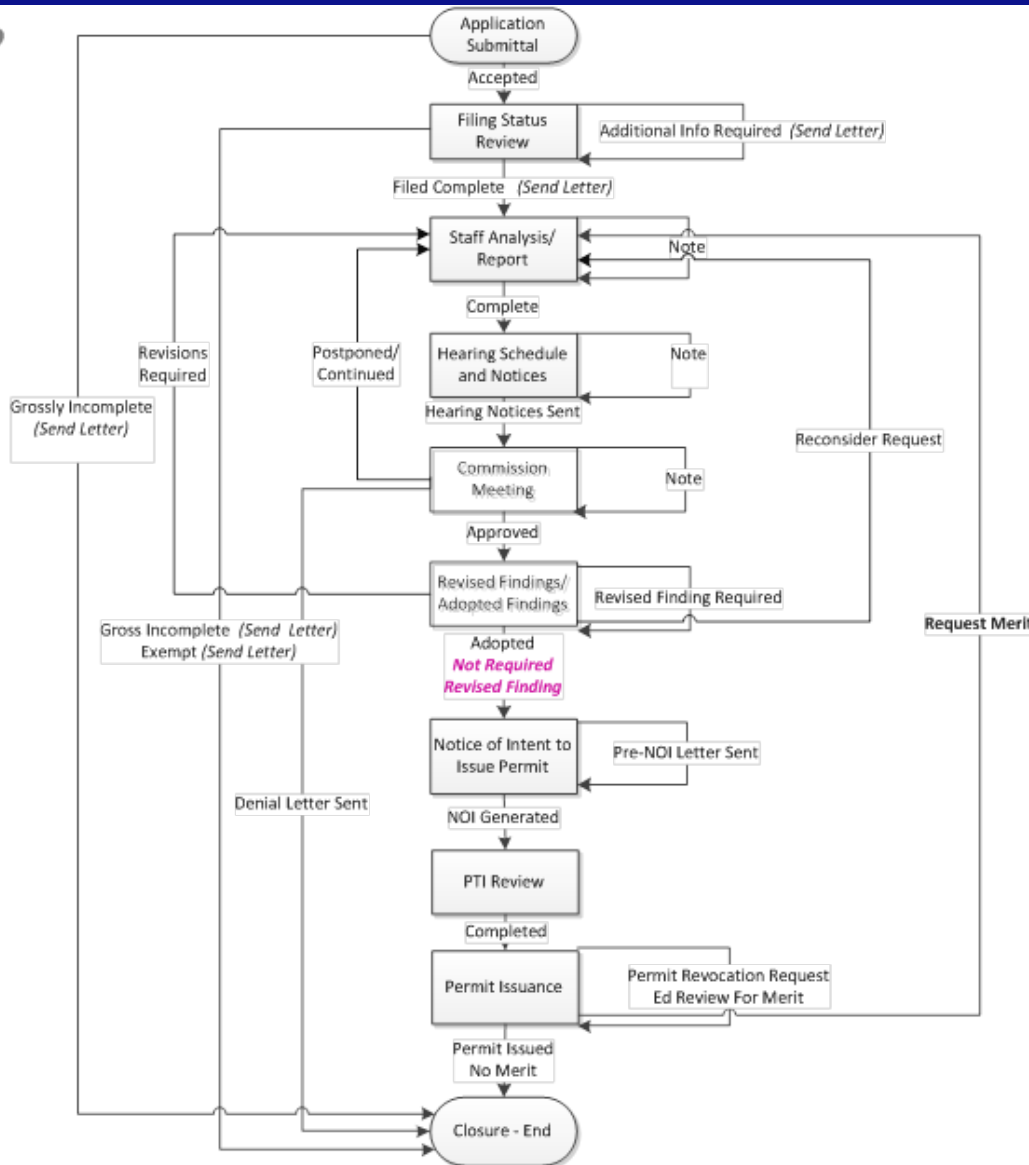 Application
Submittal
Accepted
Filing Status
Review
Additional Info Required (Send Letter)
Filed Complete (Send Letter)
Staff Analysis/
Report
Note
Complete
Revisions
Required
Postponed/
Continued
Hearing Schedule
and Notices
Note
Grossly Incomplete
(Send Letter)
Hearing Notices Sent
Reconsider Request
Commission
Meeting
Note
Approved
Revised Findings/
Adopted Findings
Revised Finding Required
Gross Incomplete (Send Letter)
Exempt (Send Letter)
Request Merit
Adopted
Not Required
Revised Finding
Notice of Intent to
Issue Permit
Pre-NOI Letter Sent
Denial Letter Sent
NOI Generated
PTI Review
Completed
Permit Issuance
Permit Revocation Request
Ed Review For Merit
Permit Issued
No Merit
Closure - End